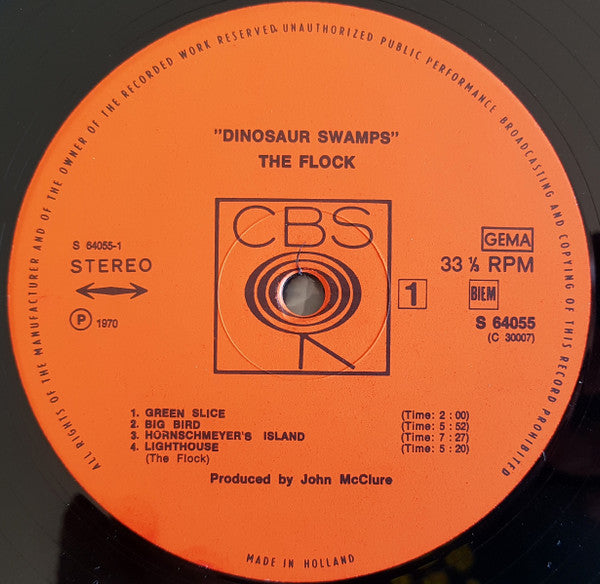 ALL RIGHTS OF THE MANUFACTURER AND OF THE OWNER OF THE RECORDED WORK RESERVED. UNAUTHORIZED PUBLIC PERFORMANCE BROADCASTING AND COPYING OF THIS RECORD PROHIBITED
"DINOSAUR SWAMPS"
THE FLOCK
CBS
S 64055-1
STEREO
℗ 1970
GEMA
33 ⅓ RPM
1
BIEM
S 64055
(C 30007)
1. GREEN SLICE (Time: 2 : 00)
2. BIG BIRD (Time: 5 : 52)
3. HORNSCHMEYER'S ISLAND (Time: 7 : 27)
4. LIGHTHOUSE (Time: 5 : 20)
(The Flock)
Produced by John McClure
MADE IN HOLLAND